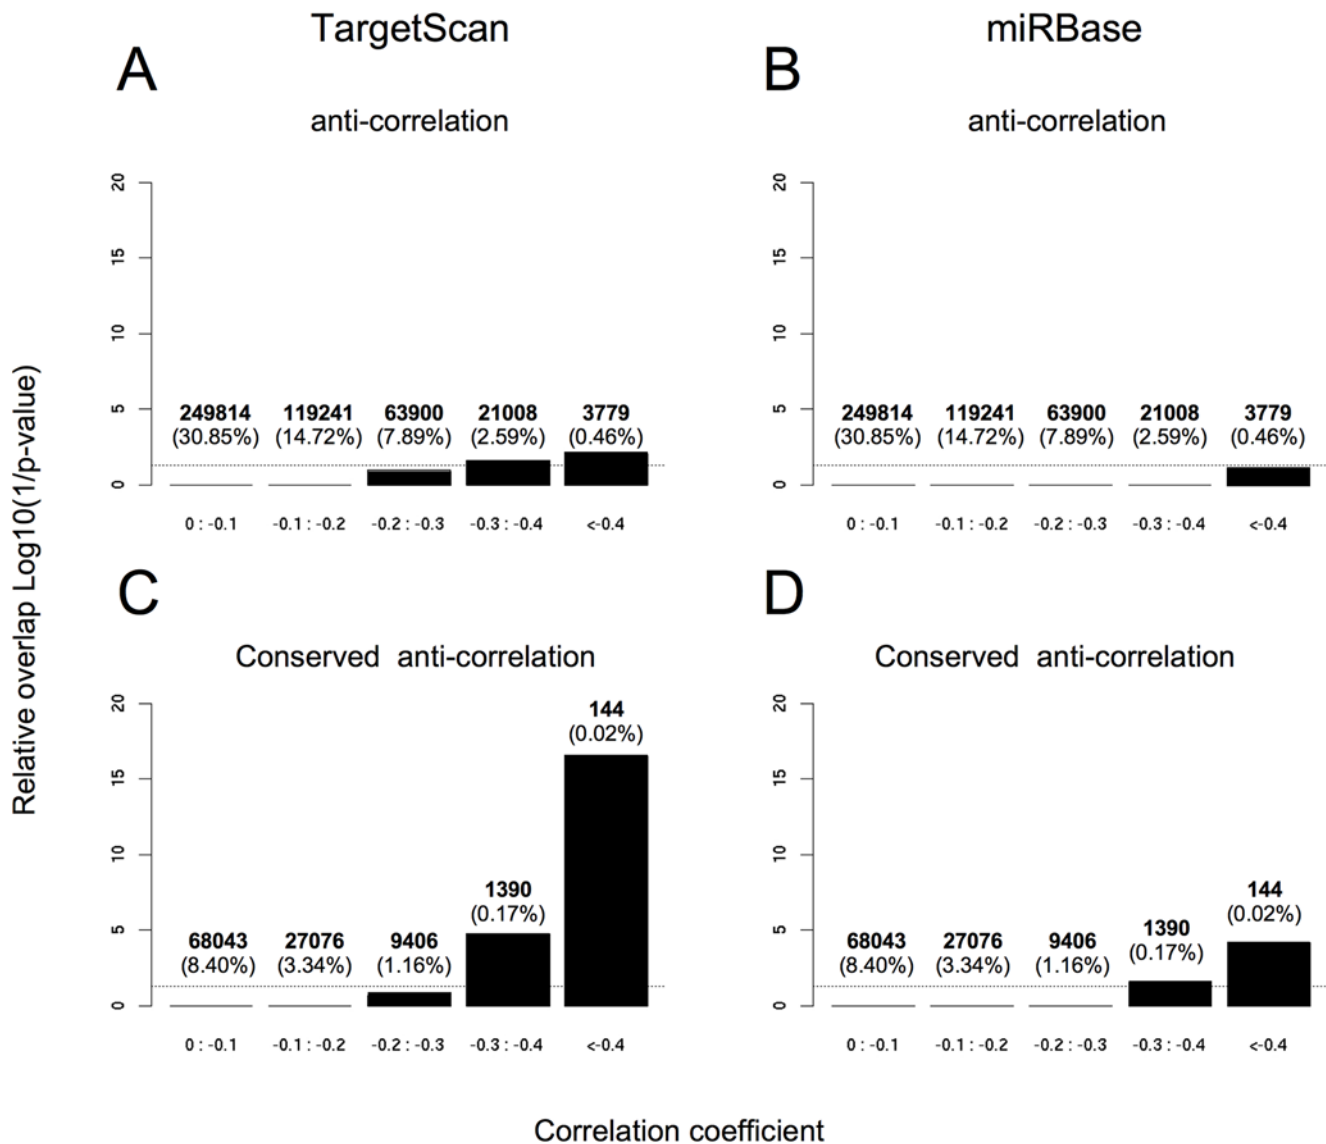 TargetScan
miRBase
A
B
anti-correlation
anti-correlation
20
15
10
5
0
249814 119241 63900 21008 3779
(30.85%) (14.72%) (7.89%) (2.59%) (0.46%)
0 : -0.1 -0.1 : -0.2 -0.2 : -0.3 -0.3 : -0.4 <-0.4
20
15
10
5
0
249814 119241 63900 21008 3779
(30.85%) (14.72%) (7.89%) (2.59%) (0.46%)
0 : -0.1 -0.1 : -0.2 -0.2 : -0.3 -0.3 : -0.4 <-0.4
Relative overlap Log10(1/p-value)
C
D
Conserved anti-correlation
Conserved anti-correlation
20
15
10
5
0
144
(0.02%)
1390
(0.17%)
68043 27076 9406
(8.40%) (3.34%) (1.16%)
0 : -0.1 -0.1 : -0.2 -0.2 : -0.3 -0.3 : -0.4 <-0.4
20
15
10
5
0
144
(0.02%)
1390
(0.17%)
68043 27076 9406
(8.40%) (3.34%) (1.16%)
0 : -0.1 -0.1 : -0.2 -0.2 : -0.3 -0.3 : -0.4 <-0.4
Correlation coefficient